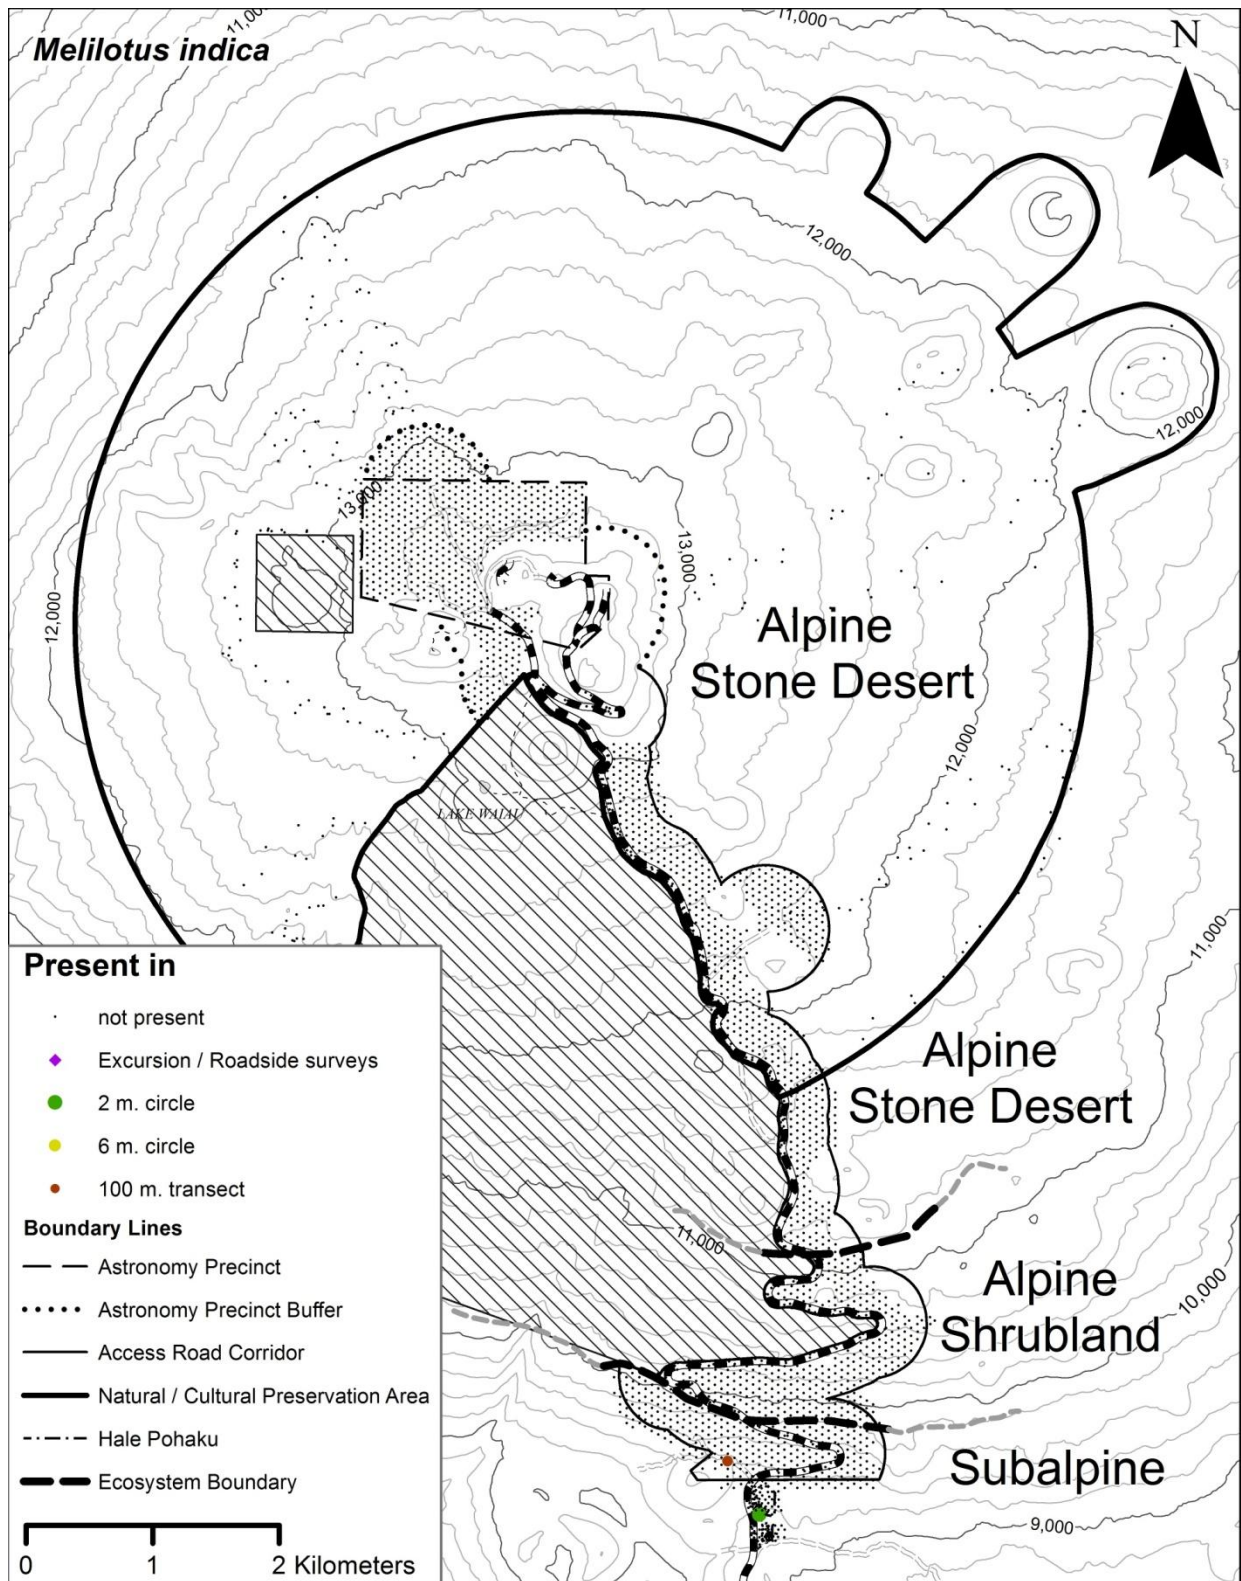 Melilotus indica
11,000
11,000
N
12,000
12,000
13,000
13,000
12,000
Alpine
Stone Desert
12,000
LAKE WAIAU
11,000
Alpine
Stone Desert
11,000
Alpine
Shrubland
10,000
Subalpine
9,000
Present in
not present
Excursion / Roadside surveys
2 m. circle
6 m. circle
100 m. transect
Boundary Lines
Astronomy Precinct
Astronomy Precinct Buffer
Access Road Corridor
Natural / Cultural Preservation Area
Hale Pohaku
Ecosystem Boundary
0 1 2 Kilometers